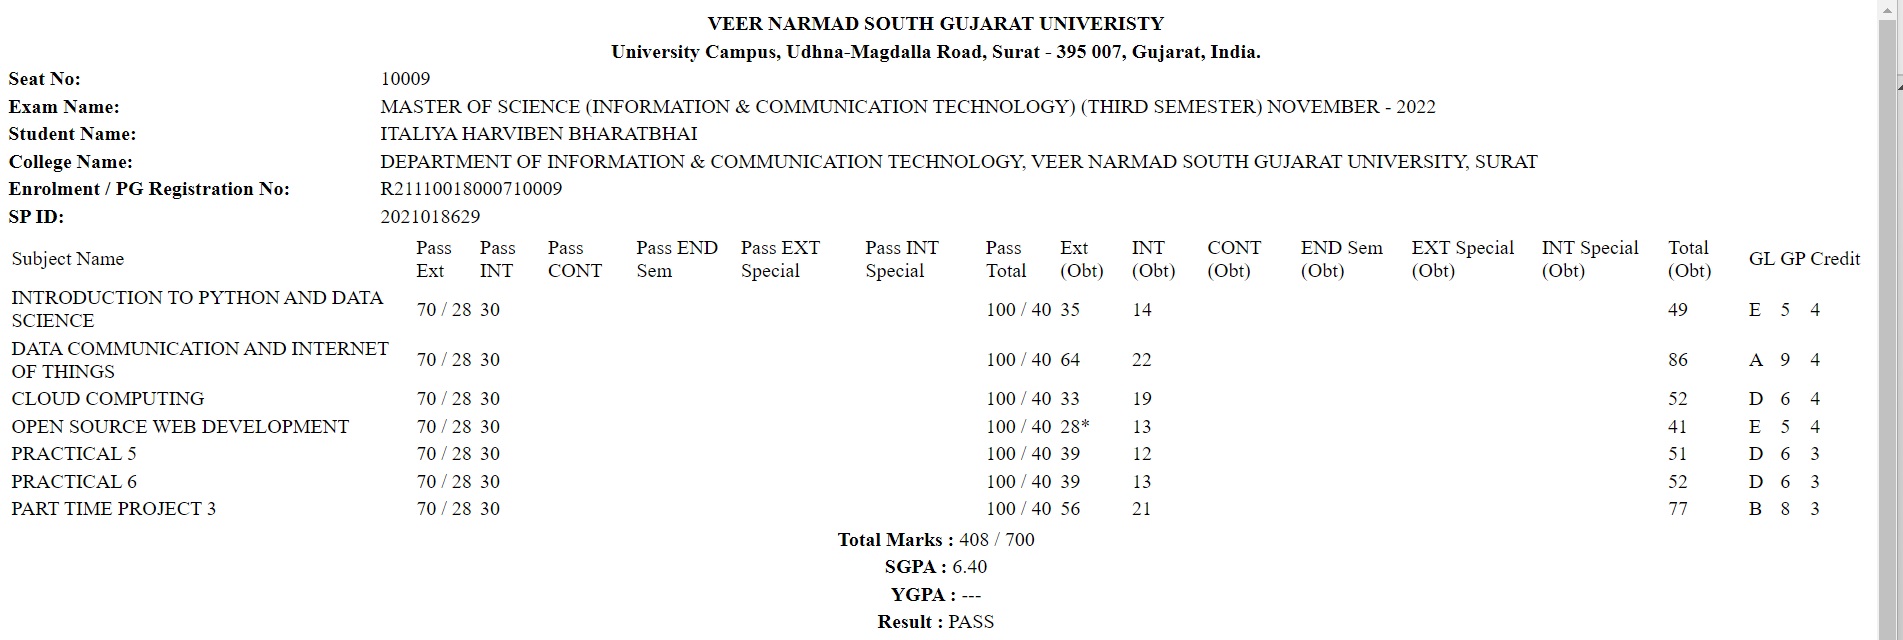 VEER NARMAD SOUTH GUJARAT UNIVERISTY
University Campus, Udhna-Magdalla Road, Surat - 395 007, Gujarat, India.
Seat No: 10009
Exam Name: MASTER OF SCIENCE (INFORMATION & COMMUNICATION TECHNOLOGY) (THIRD SEMESTER) NOVEMBER - 2022
Student Name: ITALIYA HARVIBEN BHARATBHAI
College Name: DEPARTMENT OF INFORMATION & COMMUNICATION TECHNOLOGY, VEER NARMAD SOUTH GUJARAT UNIVERSITY, SURAT
Enrolment / PG Registration No: R21110018000710009
SP ID: 2021018629
Subject Name Pass Ext Pass INT Pass CONT Pass END Sem Pass EXT Special Pass INT Special Pass Total Ext (Obt) INT (Obt) CONT (Obt) END Sem (Obt) EXT Special (Obt) INT Special (Obt) Total (Obt) GL GP Credit
INTRODUCTION TO PYTHON AND DATA SCIENCE 70 / 28 30 100 / 40 35 14 49 E 5 4
DATA COMMUNICATION AND INTERNET OF THINGS 70 / 28 30 100 / 40 64 22 86 A 9 4
CLOUD COMPUTING 70 / 28 30 100 / 40 33 19 52 D 6 4
OPEN SOURCE WEB DEVELOPMENT 70 / 28 30 100 / 40 28* 13 41 E 5 4
PRACTICAL 5 70 / 28 30 100 / 40 39 12 51 D 6 3
PRACTICAL 6 70 / 28 30 100 / 40 39 13 52 D 6 3
PART TIME PROJECT 3 70 / 28 30 100 / 40 56 21 77 B 8 3
Total Marks : 408 / 700
SGPA : 6.40
YGPA : ---
Result : PASS